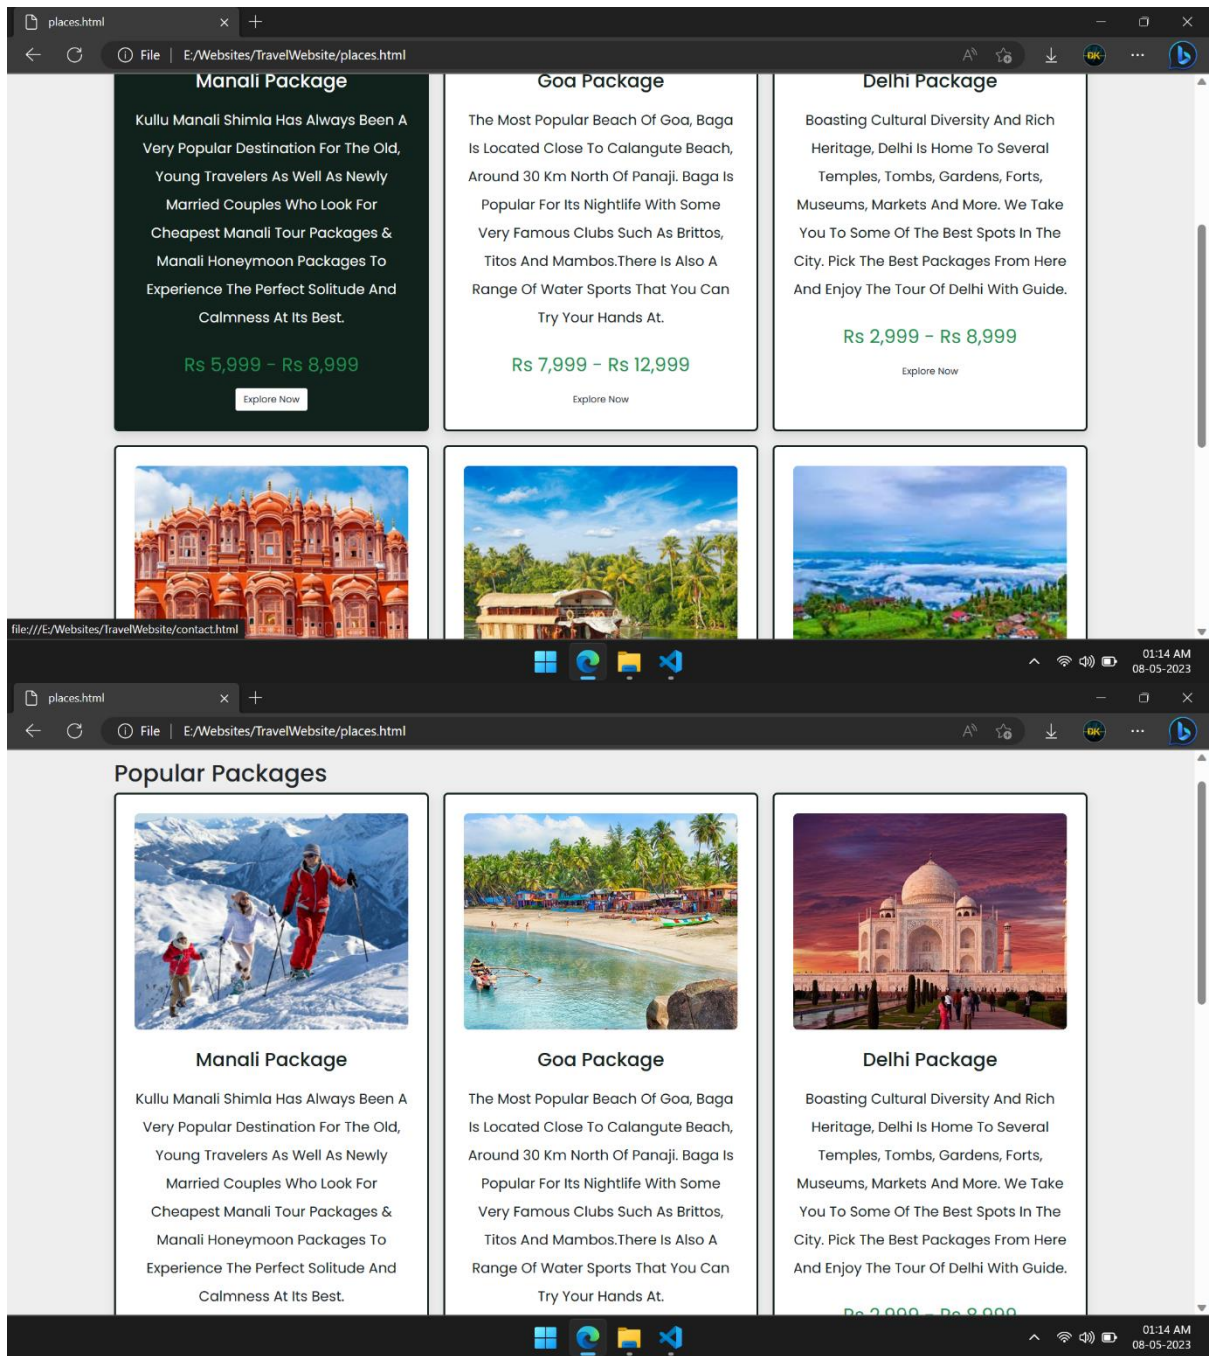 places.html
File | E:/Websites/TravelWebsite/places.html
Manali Package
Kullu Manali Shimla Has Always Been A
Very Popular Destination For The Old,
Young Travelers As Well As Newly
Married Couples Who Look For
Cheapest Manali Tour Packages &
Manali Honeymoon Packages To
Experience The Perfect Solitude And
Calmness At Its Best.
Rs 5,999 - Rs 8,999
Explore Now
Goa Package
The Most Popular Beach Of Goa, Baga
Is Located Close To Calangute Beach,
Around 30 Km North Of Panaji. Baga Is
Popular For Its Nightlife With Some
Very Famous Clubs Such As Brittos,
Titos And Mambos.There Is Also A
Range Of Water Sports That You Can
Try Your Hands At.
Rs 7,999 - Rs 12,999
Explore Now
Delhi Package
Boasting Cultural Diversity And Rich
Heritage, Delhi Is Home To Several
Temples, Tombs, Gardens, Forts,
Museums, Markets And More. We Take
You To Some Of The Best Spots In The
City. Pick The Best Packages From Here
And Enjoy The Tour Of Delhi With Guide.
Rs 2,999 - Rs 8,999
Explore Now
file:///E:/Websites/TravelWebsite/contact.html
01:14 AM
08-05-2023
places.html
File | E:/Websites/TravelWebsite/places.html
Popular Packages
Manali Package
Kullu Manali Shimla Has Always Been A
Very Popular Destination For The Old,
Young Travelers As Well As Newly
Married Couples Who Look For
Cheapest Manali Tour Packages &
Manali Honeymoon Packages To
Experience The Perfect Solitude And
Calmness At Its Best.
Goa Package
The Most Popular Beach Of Goa, Baga
Is Located Close To Calangute Beach,
Around 30 Km North Of Panaji. Baga Is
Popular For Its Nightlife With Some
Very Famous Clubs Such As Brittos,
Titos And Mambos.There Is Also A
Range Of Water Sports That You Can
Try Your Hands At.
Delhi Package
Boasting Cultural Diversity And Rich
Heritage, Delhi Is Home To Several
Temples, Tombs, Gardens, Forts,
Museums, Markets And More. We Take
You To Some Of The Best Spots In The
City. Pick The Best Packages From Here
And Enjoy The Tour Of Delhi With Guide.
Rs 2,999 - Rs 8,999
01:14 AM
08-05-2023